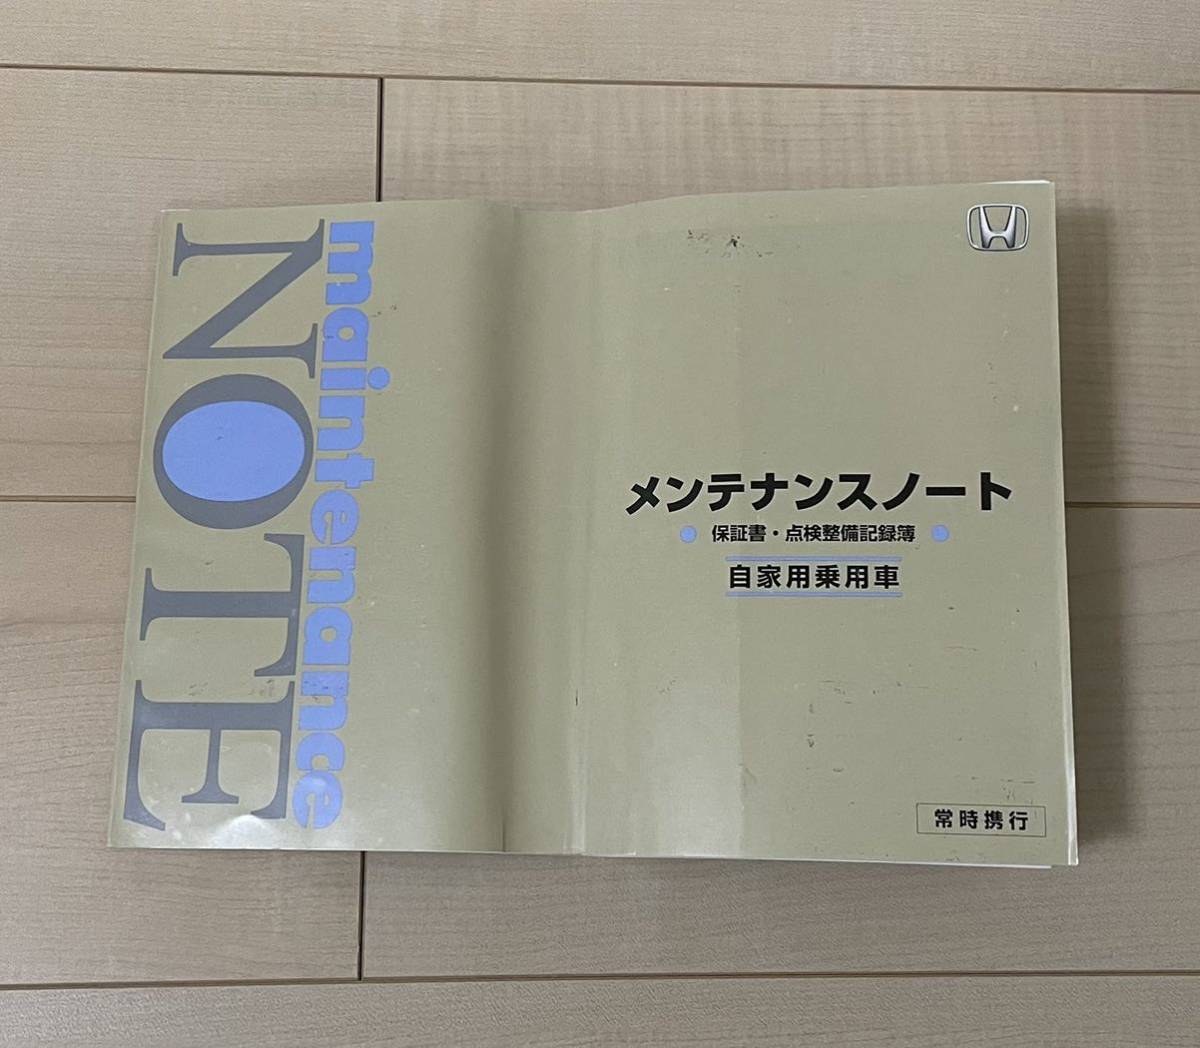 maintenance
NOTE
メンテナンスノート
保証書・点検整備記録簿
自家用乗用車
常時携行